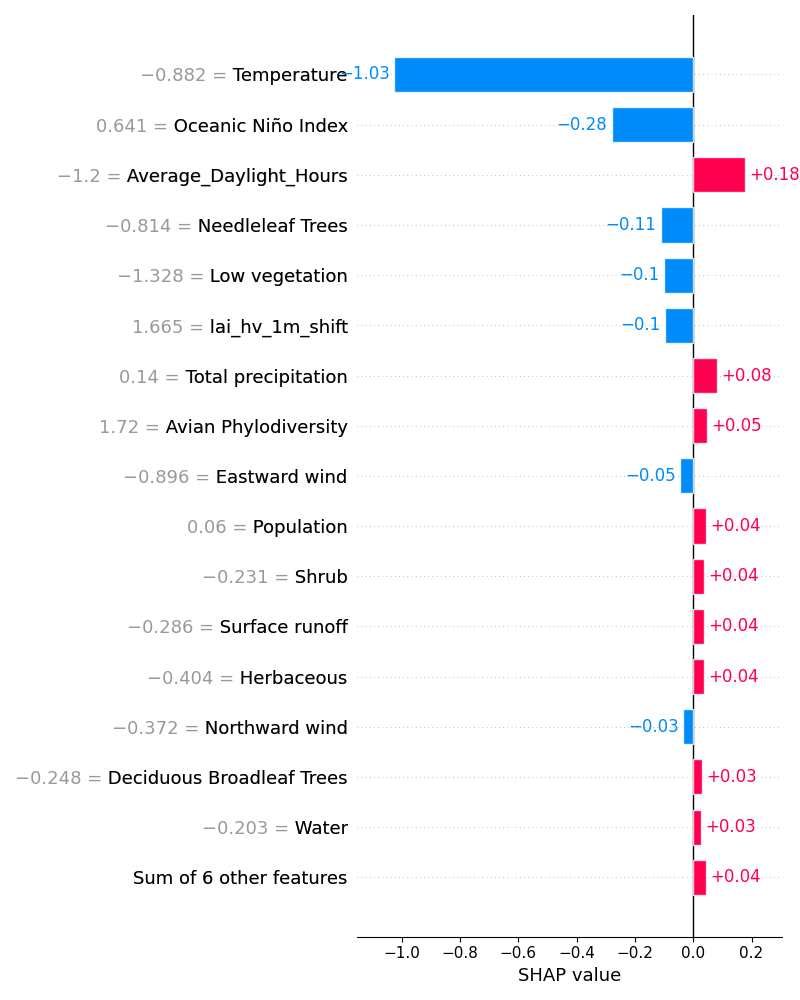 −0.882 = Temperature −1.03
0.641 = Oceanic Niño Index −0.28
−1.2 = Average_Daylight_Hours +0.18
−0.814 = Needleleaf Trees −0.11
−1.328 = Low vegetation −0.1
1.665 = lai_hv_1m_shift −0.1
0.14 = Total precipitation +0.08
1.72 = Avian Phylodiversity +0.05
−0.896 = Eastward wind −0.05
0.06 = Population +0.04
−0.231 = Shrub +0.04
−0.286 = Surface runoff +0.04
−0.404 = Herbaceous +0.04
−0.372 = Northward wind −0.03
−0.248 = Deciduous Broadleaf Trees +0.03
−0.203 = Water +0.03
Sum of 6 other features +0.04
−1.0 −0.8 −0.6 −0.4 −0.2 0.0 0.2
SHAP value